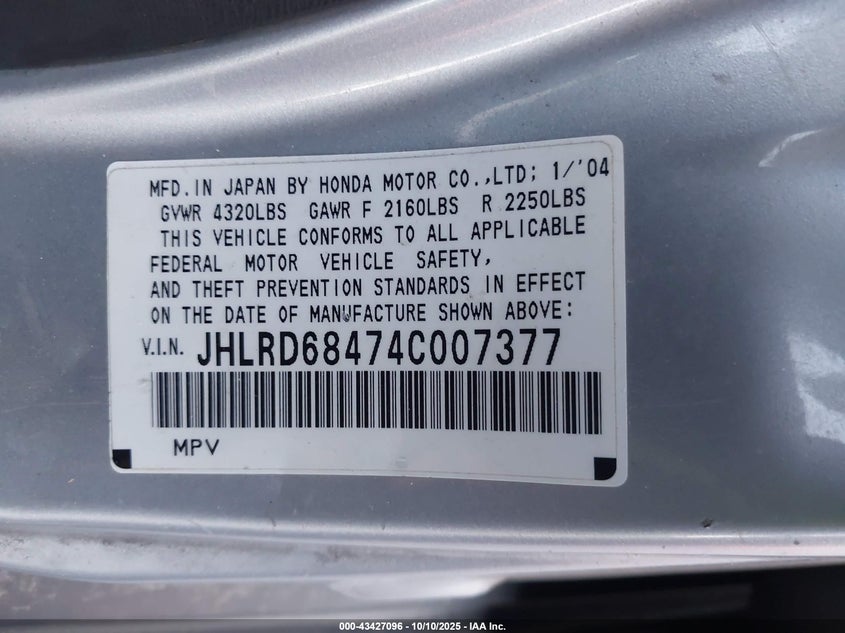 MFD.IN JAPAN BY HONDA MOTOR CO.,LTD; 1/'04
GVWR 4320LBS GAWR F 2160LBS R 2250LBS
THIS VEHICLE CONFORMS TO ALL APPLICABLE
FEDERAL MOTOR VEHICLE SAFETY,
AND THEFT PREVENTION STANDARDS IN EFFECT
ON THE DATE OF MANUFACTURE SHOWN ABOVE:
V.I.N. JHLRD68474C007377
MPV
000-43427096 - 10/10/2025 - IAA Inc.